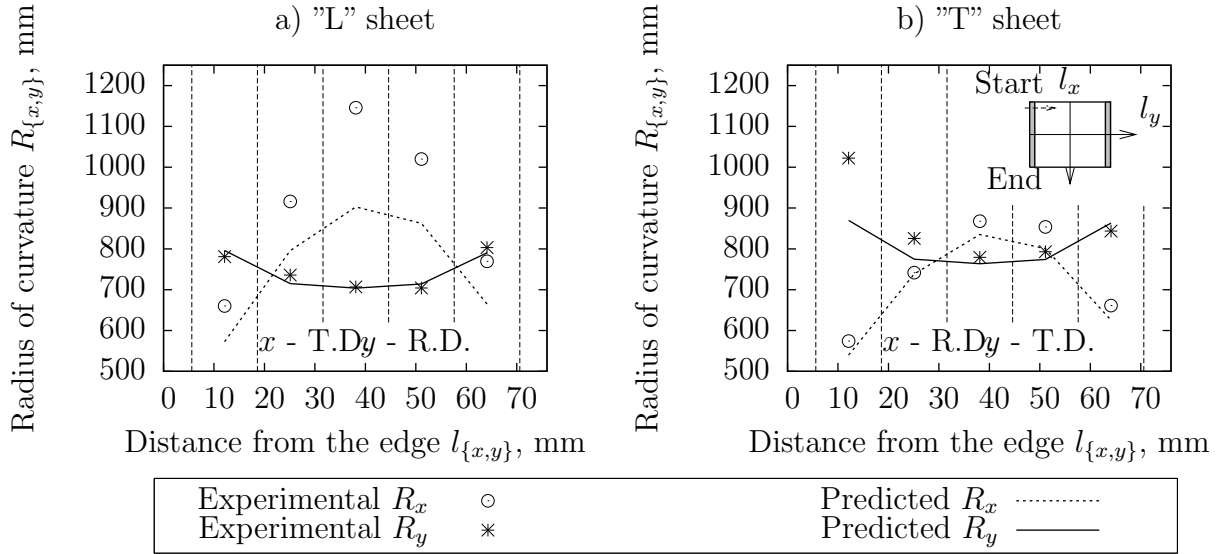 a) ”L” sheet
Radius of curvature R{x,y}, mm
1200
1100
1000
900
800
700
600
500
x - T.D.
y - R.D.
0 10 20 30 40 50 60 70
Distance from the edge l{x,y}, mm
b) ”T” sheet
Radius of curvature R{x,y}, mm
1200
1100
1000
900
800
700
600
500
Start lx
ly
End
x - R.D.
y - T.D.
0 10 20 30 40 50 60 70
Distance from the edge l{x,y}, mm
Experimental Rx
Experimental Ry
Predicted Rx
Predicted Ry